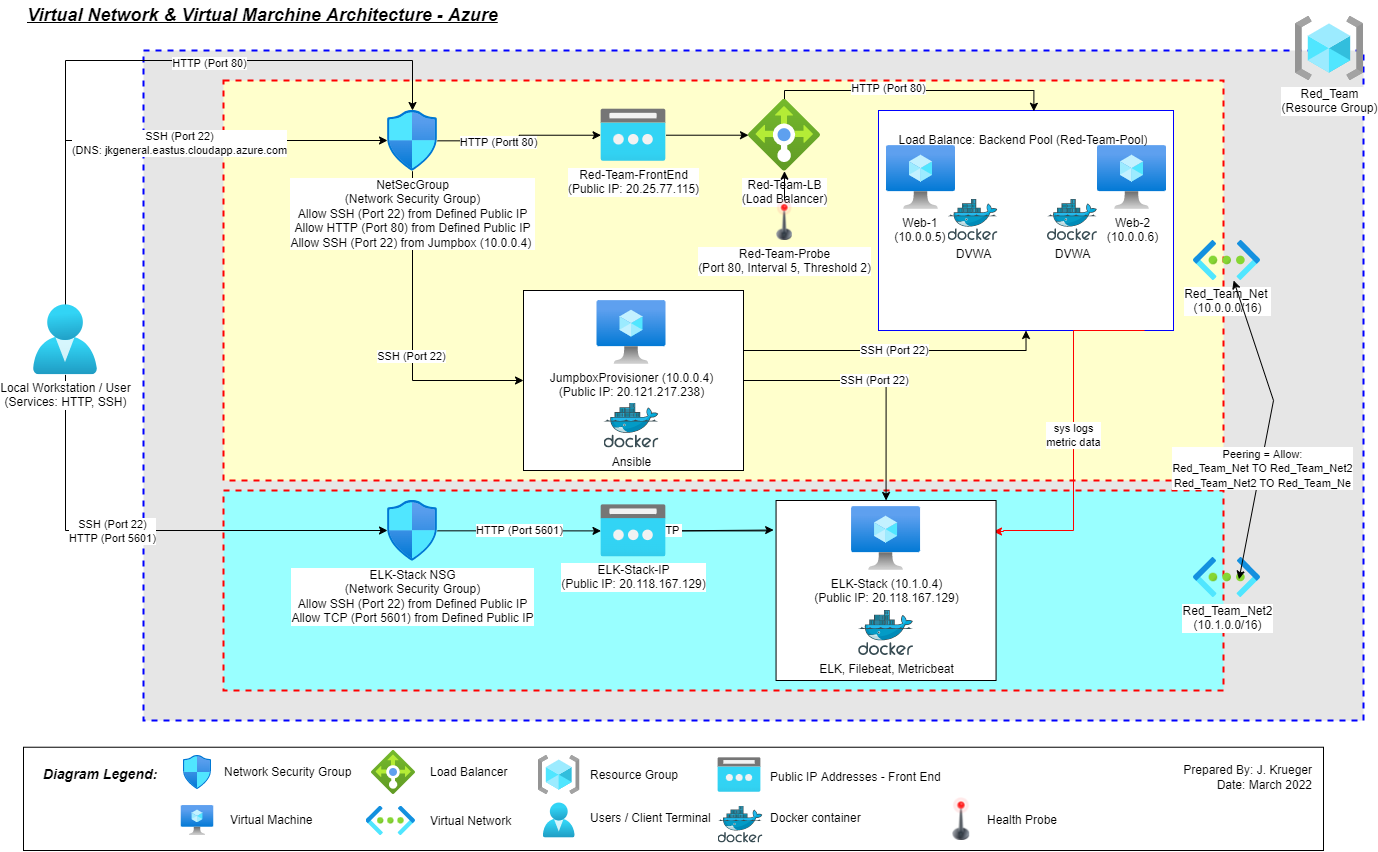 Virtual Network & Virtual Marchine Architecture - Azure
Red_Team
(Resource Group)
HTTP (Port 80)
SSH (Port 22)
(DNS: jkgeneral.eastus.cloudapp.azure.com
NetSecGroup
(Network Security Group)
Allow SSH (Port 22) from Defined Public IP
Allow HTTP (Port 80) from Defined Public IP
Allow SSH (Port 22) from Jumpbox (10.0.0.4)
HTTP (Portt 80)
Red-Team-FrontEnd
(Public IP: 20.25.77.115)
Red-Team-LB
(Load Balancer)
Red-Team-Probe
(Port 80, Interval 5, Threshold 2)
HTTP (Port 80)
Load Balance: Backend Pool (Red-Team-Pool)
Web-1
(10.0.0.5)
docker
DVWA
docker
DVWA
Web-2
(10.0.0.6)
Red_Team_Net
(10.0.0.0/16)
Local Workstation / User
(Services: HTTP, SSH)
SSH (Port 22)
JumpboxProvisioner (10.0.0.4)
(Public IP: 20.121.217.238)
docker
Ansible
SSH (Port 22)
SSH (Port 22)
sys logs
metric data
Peering = Allow:
Red_Team_Net TO Red_Team_Net2
Red_Team_Net2 TO Red_Team_Ne
SSH (Port 22)
HTTP (Port 5601)
ELK-Stack NSG
(Network Security Group)
Allow SSH (Port 22) from Defined Public IP
Allow TCP (Port 5601) from Defined Public IP
HTTP (Port 5601)
ELK-Stack-IP
(Public IP: 20.118.167.129)
TP
ELK-Stack (10.1.0.4)
(Public IP: 20.118.167.129)
docker
ELK, Filebeat, Metricbeat
Red_Team_Net2
(10.1.0.0/16)
Diagram Legend:
Network Security Group
Load Balancer
Resource Group
Public IP Addresses - Front End
Prepared By: J. Krueger
Date: March 2022
Virtual Machine
Virtual Network
Users / Client Terminal
docker
Docker container
Health Probe